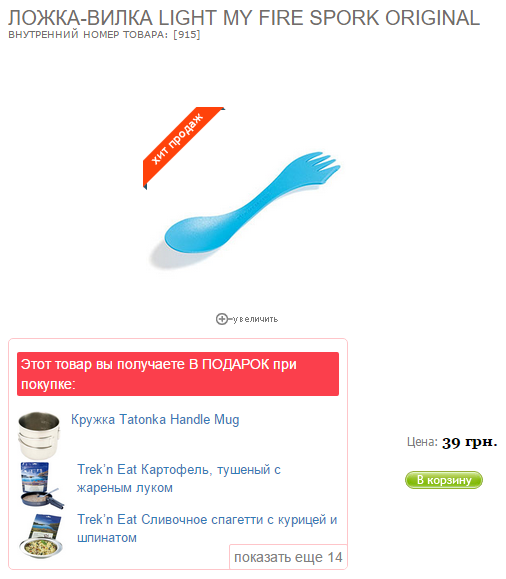 ЛОЖКА-ВИЛКА LIGHT MY FIRE SPORK ORIGINAL
ВНУТРЕННИЙ НОМЕР ТОВАРА: [915]
хит продаж
увеличить
Этот товар вы получаете В ПОДАРОК при
покупке:
Кружка Tatonka Handle Mug
Trek'n Eat Картофель, тушеный с
жареным луком
Trek'n Eat Сливочное спагетти с курицей и
шпинатом
показать еще 14
Цена: 39 грн.
В корзину